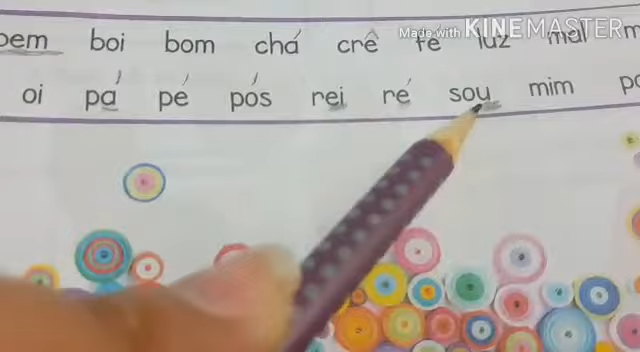 Made with KINEMASTER
bem boi bom chá crê fé luz mal
oi pá pé pós rei ré sou mim